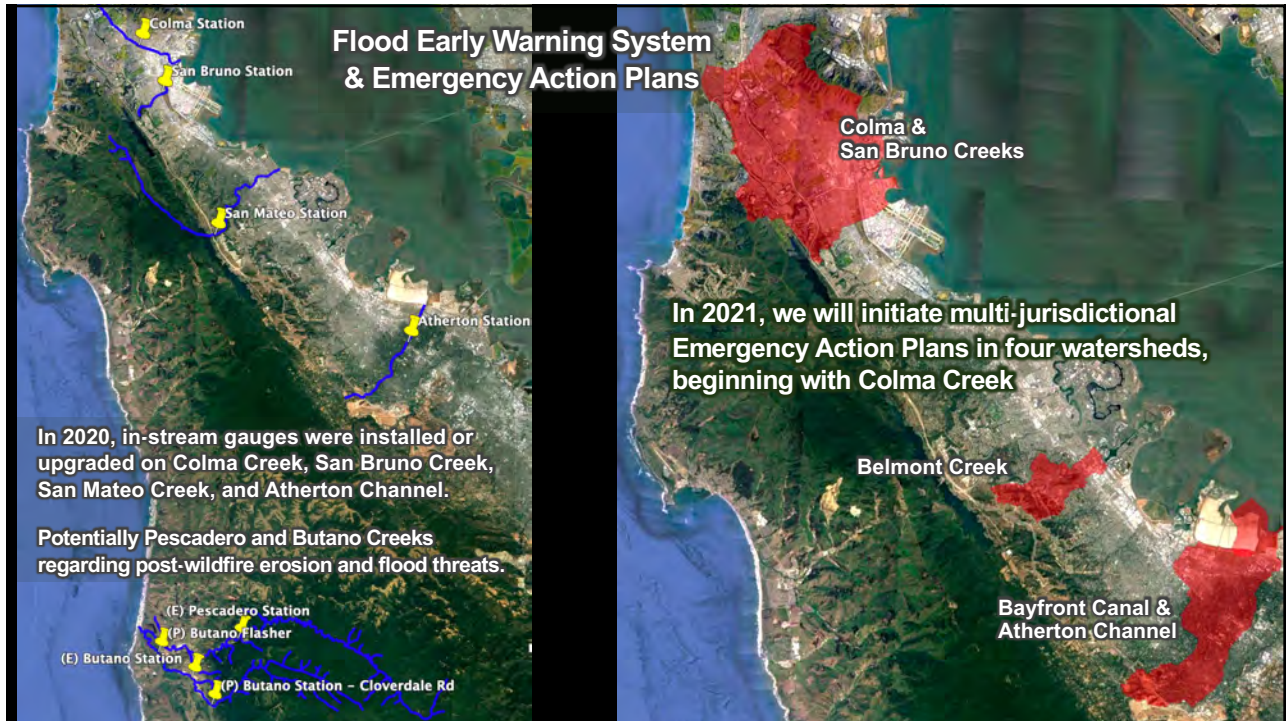 Flood Early Warning System
& Emergency Action Plans
Colma Station
San Bruno Station
San Mateo Station
Atherton Station
In 2020, in-stream gauges were installed or
upgraded on Colma Creek, San Bruno Creek,
San Mateo Creek, and Atherton Channel.
Potentially Pescadero and Butano Creeks
regarding post-wildfire erosion and flood threats.
(E) Pescadero Station
(P) Butano Flasher
(E) Butano Station
(P) Butano Station – Cloverdale Rd
Colma &
San Bruno Creeks
In 2021, we will initiate multi-jurisdictional
Emergency Action Plans in four watersheds,
beginning with Colma Creek
Belmont Creek
Bayfront Canal &
Atherton Channel